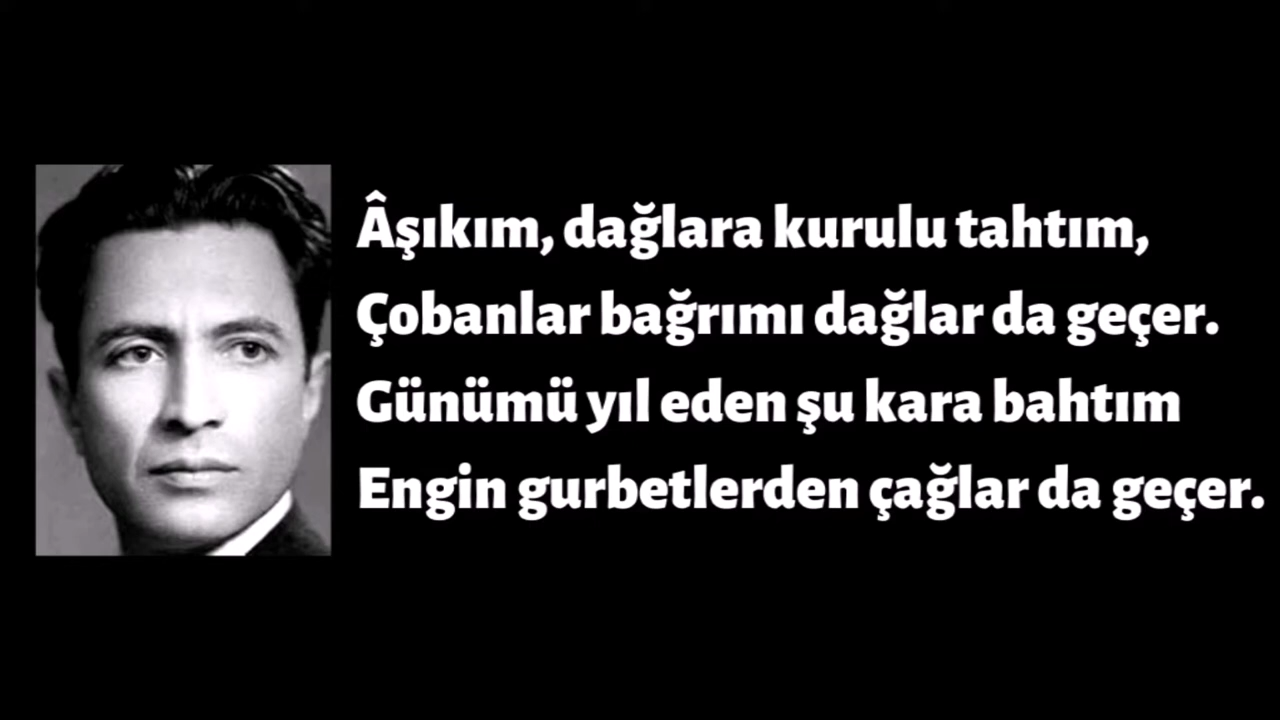 Âşıkım, dağlara kurulu tahtım,
Çobanlar bağrımı dağlar da geçer.
Günümü yıl eden şu kara bahtım
Engin gurbetlerden çağlar da geçer.